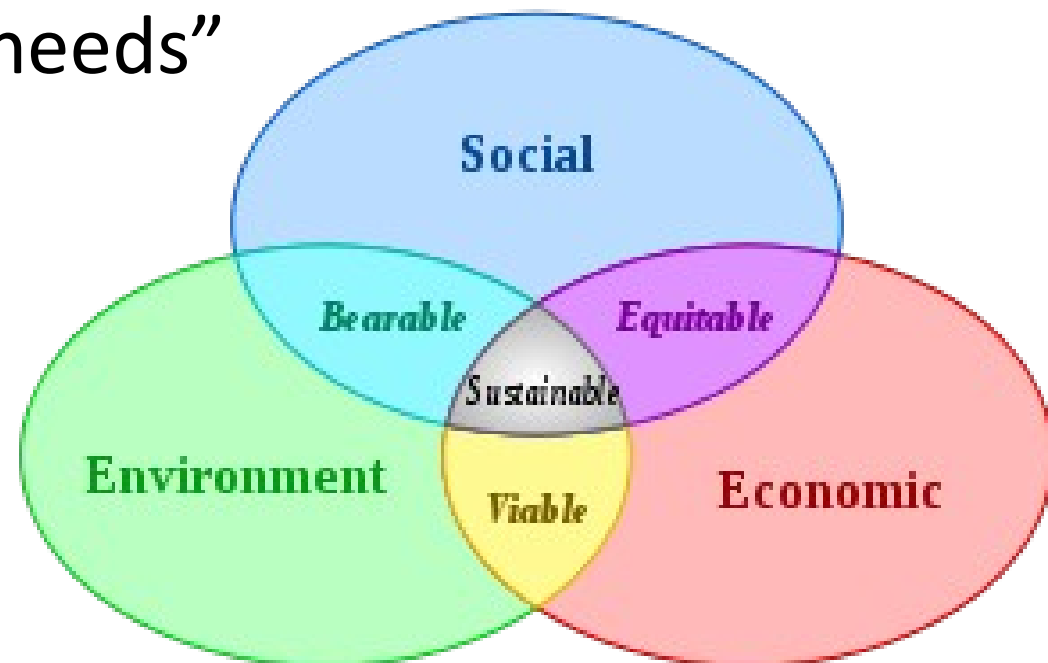 needs”
Social
Bearable
Equitable
Sustainable
Environment
Economic
Viable